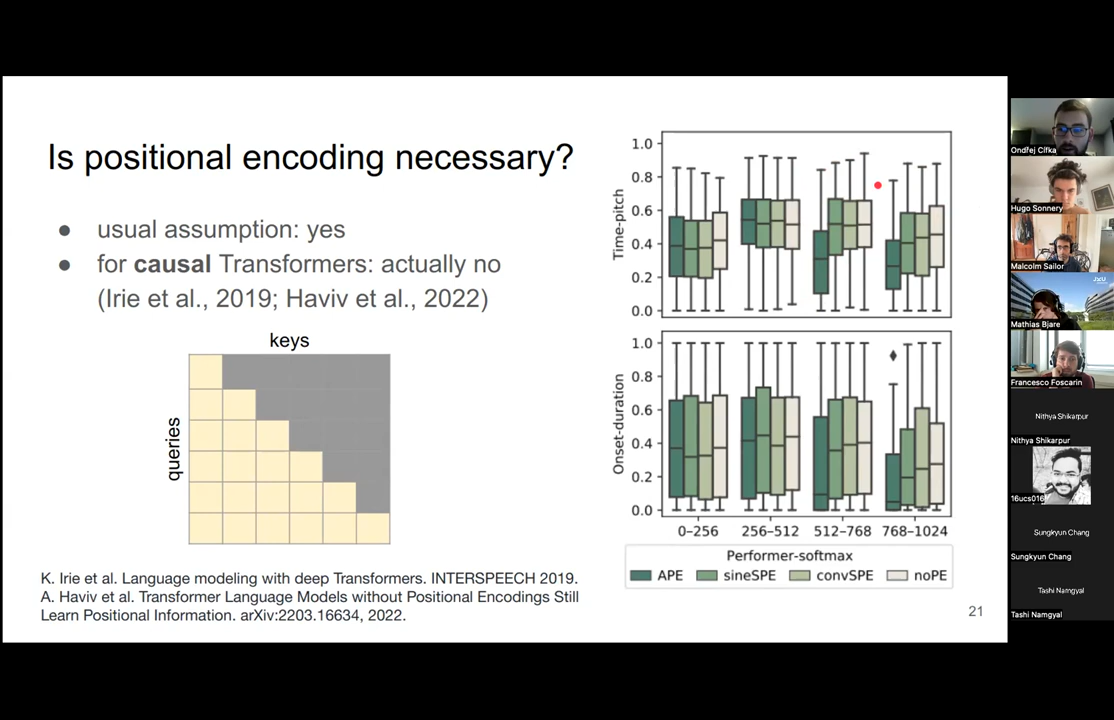 Is positional encoding necessary?
● usual assumption: yes
● for causal Transformers: actually no
(Irie et al., 2019; Haviv et al., 2022)
keys
queries
K. Irie et al. Language modeling with deep Transformers. INTERSPEECH 2019.
A. Haviv et al. Transformer Language Models without Positional Encodings Still
Learn Positional Information. arXiv:2203.16634, 2022.
Time-pitch
1.0
0.8
0.6
0.4
0.2
0.0
Onset-duration
1.0
0.8
0.6
0.4
0.2
0.0
0–256 256–512 512–768 768–1024
Performer-softmax
APE sineSPE convSPE noPE
21
Ondřej Cífka
Hugo Sonnery
Malcolm Sailor
JKU
Mathias Bjare
Francesco Foscarin
Nithya Shikarpur
Nithya Shikarpur
16ucs016
Sungkyun Chang
Sungkyun Chang
Tashi Namgyal
Tashi Namgyal